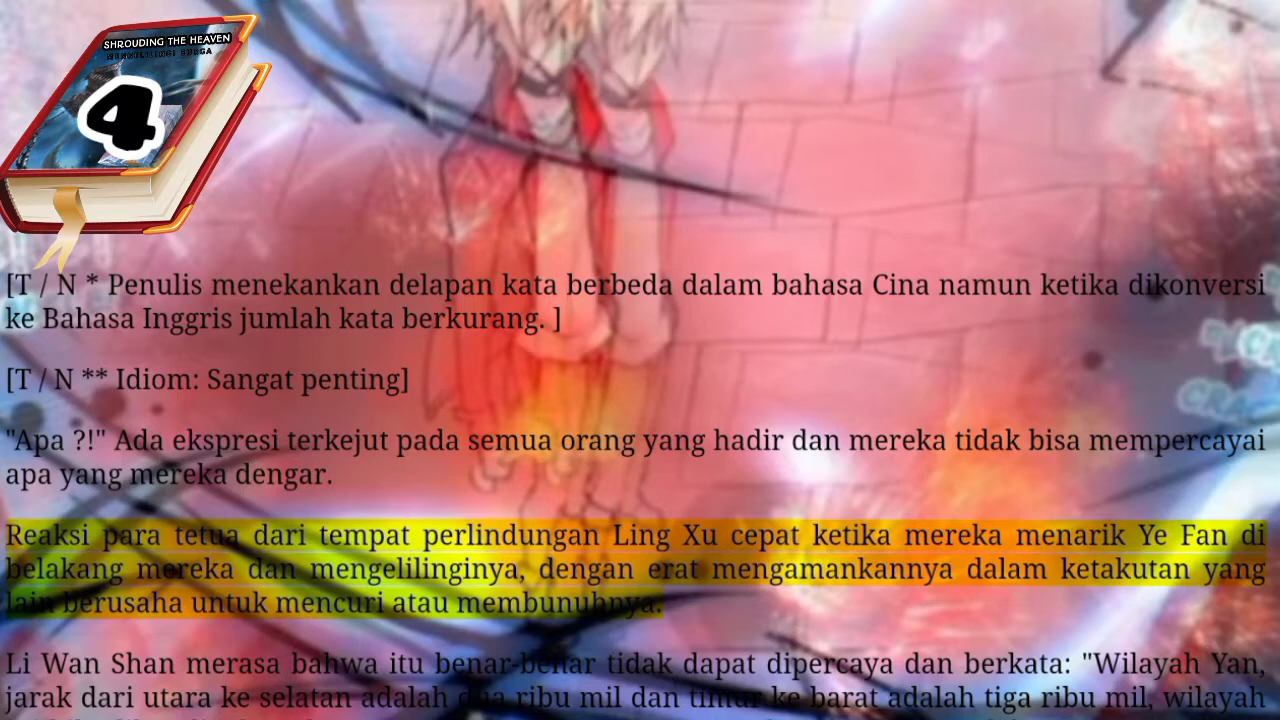 SHROUDING THE HEAVEN
4
[T / N * Penulis menekankan delapan kata berbeda dalam bahasa Cina namun ketika dikonversi
ke Bahasa Inggris jumlah kata berkurang. ]
[T / N ** Idiom: Sangat penting]
"Apa ?!" Ada ekspresi terkejut pada semua orang yang hadir dan mereka tidak bisa mempercayai
apa yang mereka dengar.
Reaksi para tetua dari tempat perlindungan Ling Xu cepat ketika mereka menarik Ye Fan di
belakang mereka dan mengelilinginya, dengan erat mengamankannya dalam ketakutan yang
lain berusaha untuk mencuri atau membunuhnya.
Li Wan Shan merasa bahwa itu benar-benar tidak dapat dipercaya dan berkata: "Wilayah Yan,
jarak dari utara ke selatan adalah dua ribu mil dan timur ke barat adalah tiga ribu mil, wilayah